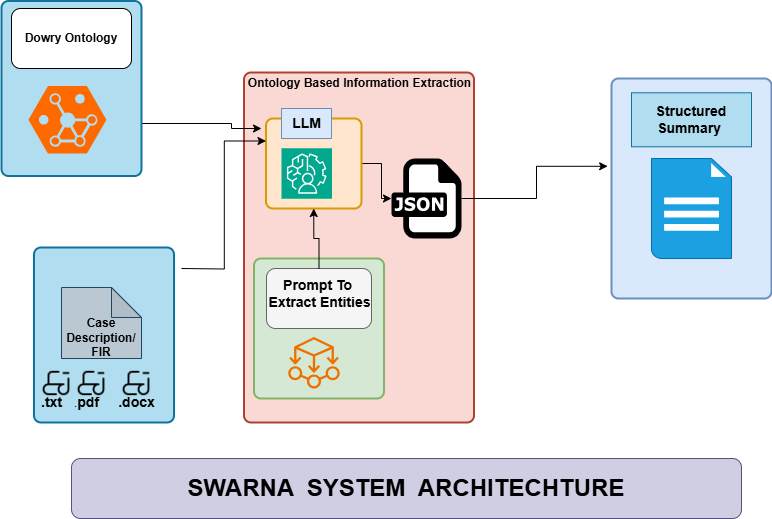 Dowry Ontology
Ontology Based Information Extraction
LLM
JSON
Structured
Summary
Prompt To
Extract Entities
Case
Description/
FIR
.txt .pdf .docx
SWARNA SYSTEM ARCHITECHTURE